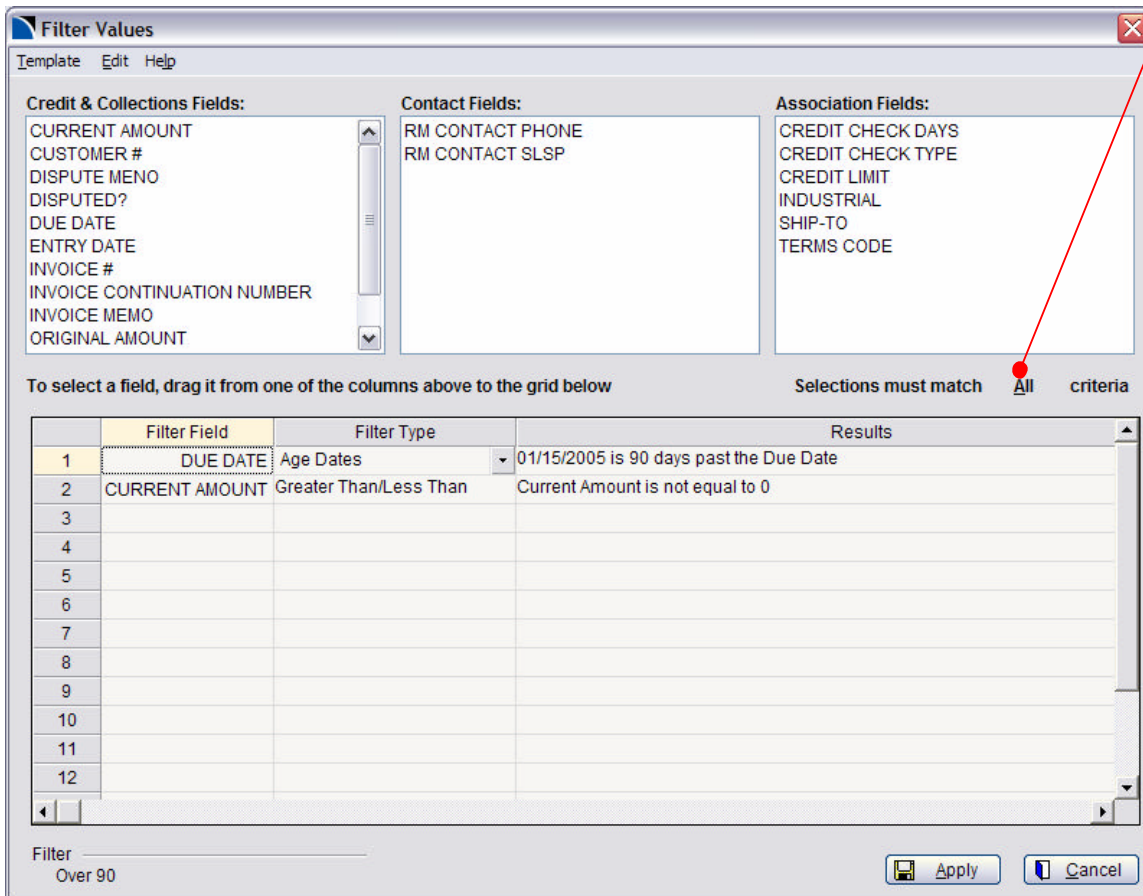 Filter Values
Template Edit Help
Credit & Collections Fields:
CURRENT AMOUNT
CUSTOMER #
DISPUTE MENO
DISPUTED?
DUE DATE
ENTRY DATE
INVOICE #
INVOICE CONTINUATION NUMBER
INVOICE MEMO
ORIGINAL AMOUNT
Contact Fields:
RM CONTACT PHONE
RM CONTACT SLSP
Association Fields:
CREDIT CHECK DAYS
CREDIT CHECK TYPE
CREDIT LIMIT
INDUSTRIAL
SHIP-TO
TERMS CODE
To select a field, drag it from one of the columns above to the grid below
Selections must match All criteria
Filter Field Filter Type Results
1 DUE DATE Age Dates 01/15/2005 is 90 days past the Due Date
2 CURRENT AMOUNT Greater Than/Less Than Current Amount is not equal to 0
3
4
5
6
7
8
9
10
11
12
Filter
Over 90
Apply Cancel